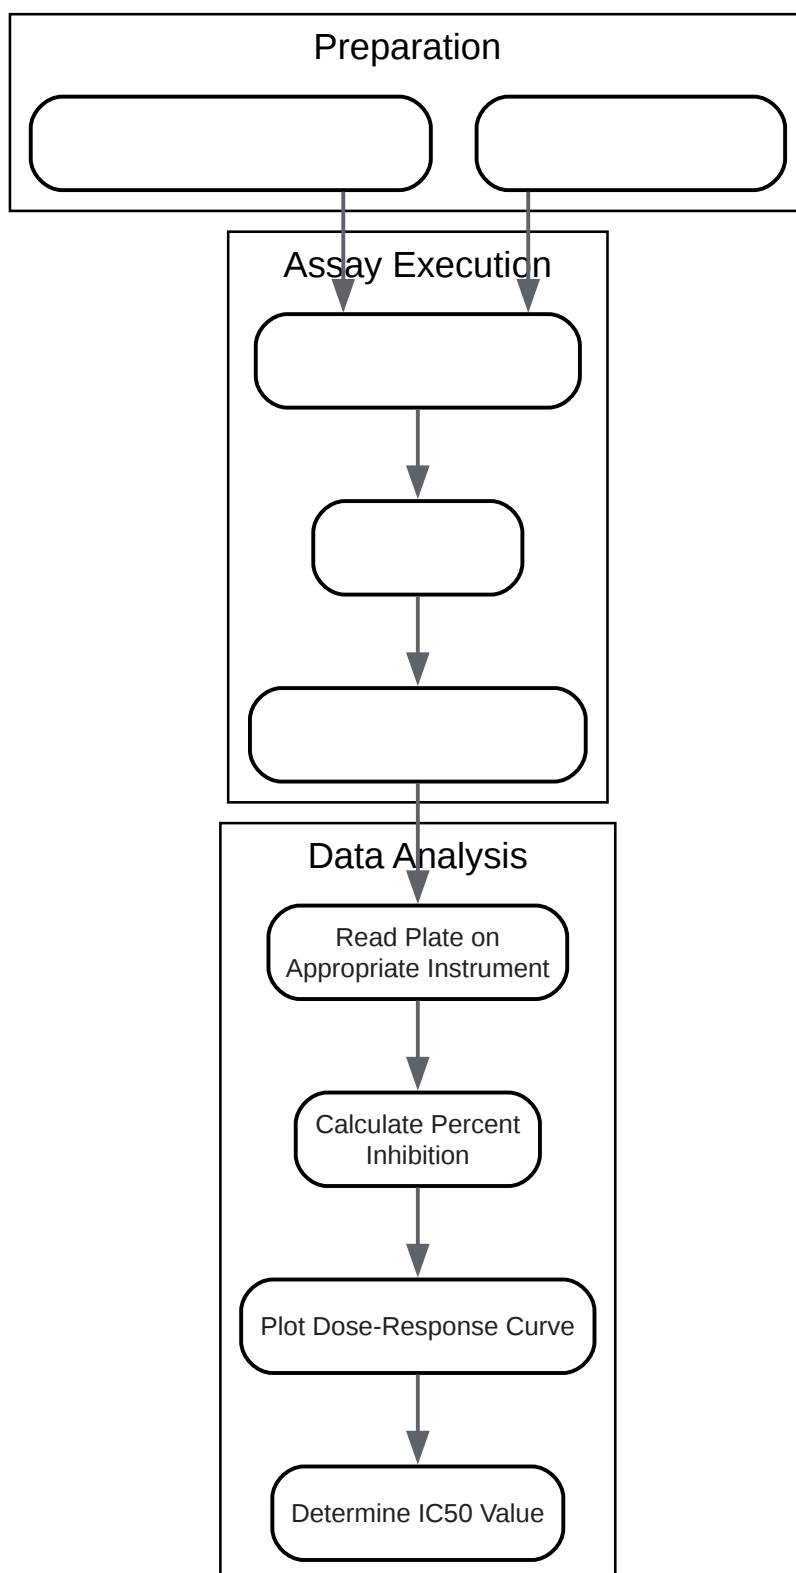 Preparation
Assay Execution
Data Analysis
Read Plate on
Appropriate Instrument
Calculate Percent
Inhibition
Plot Dose-Response Curve
Determine IC50 Value